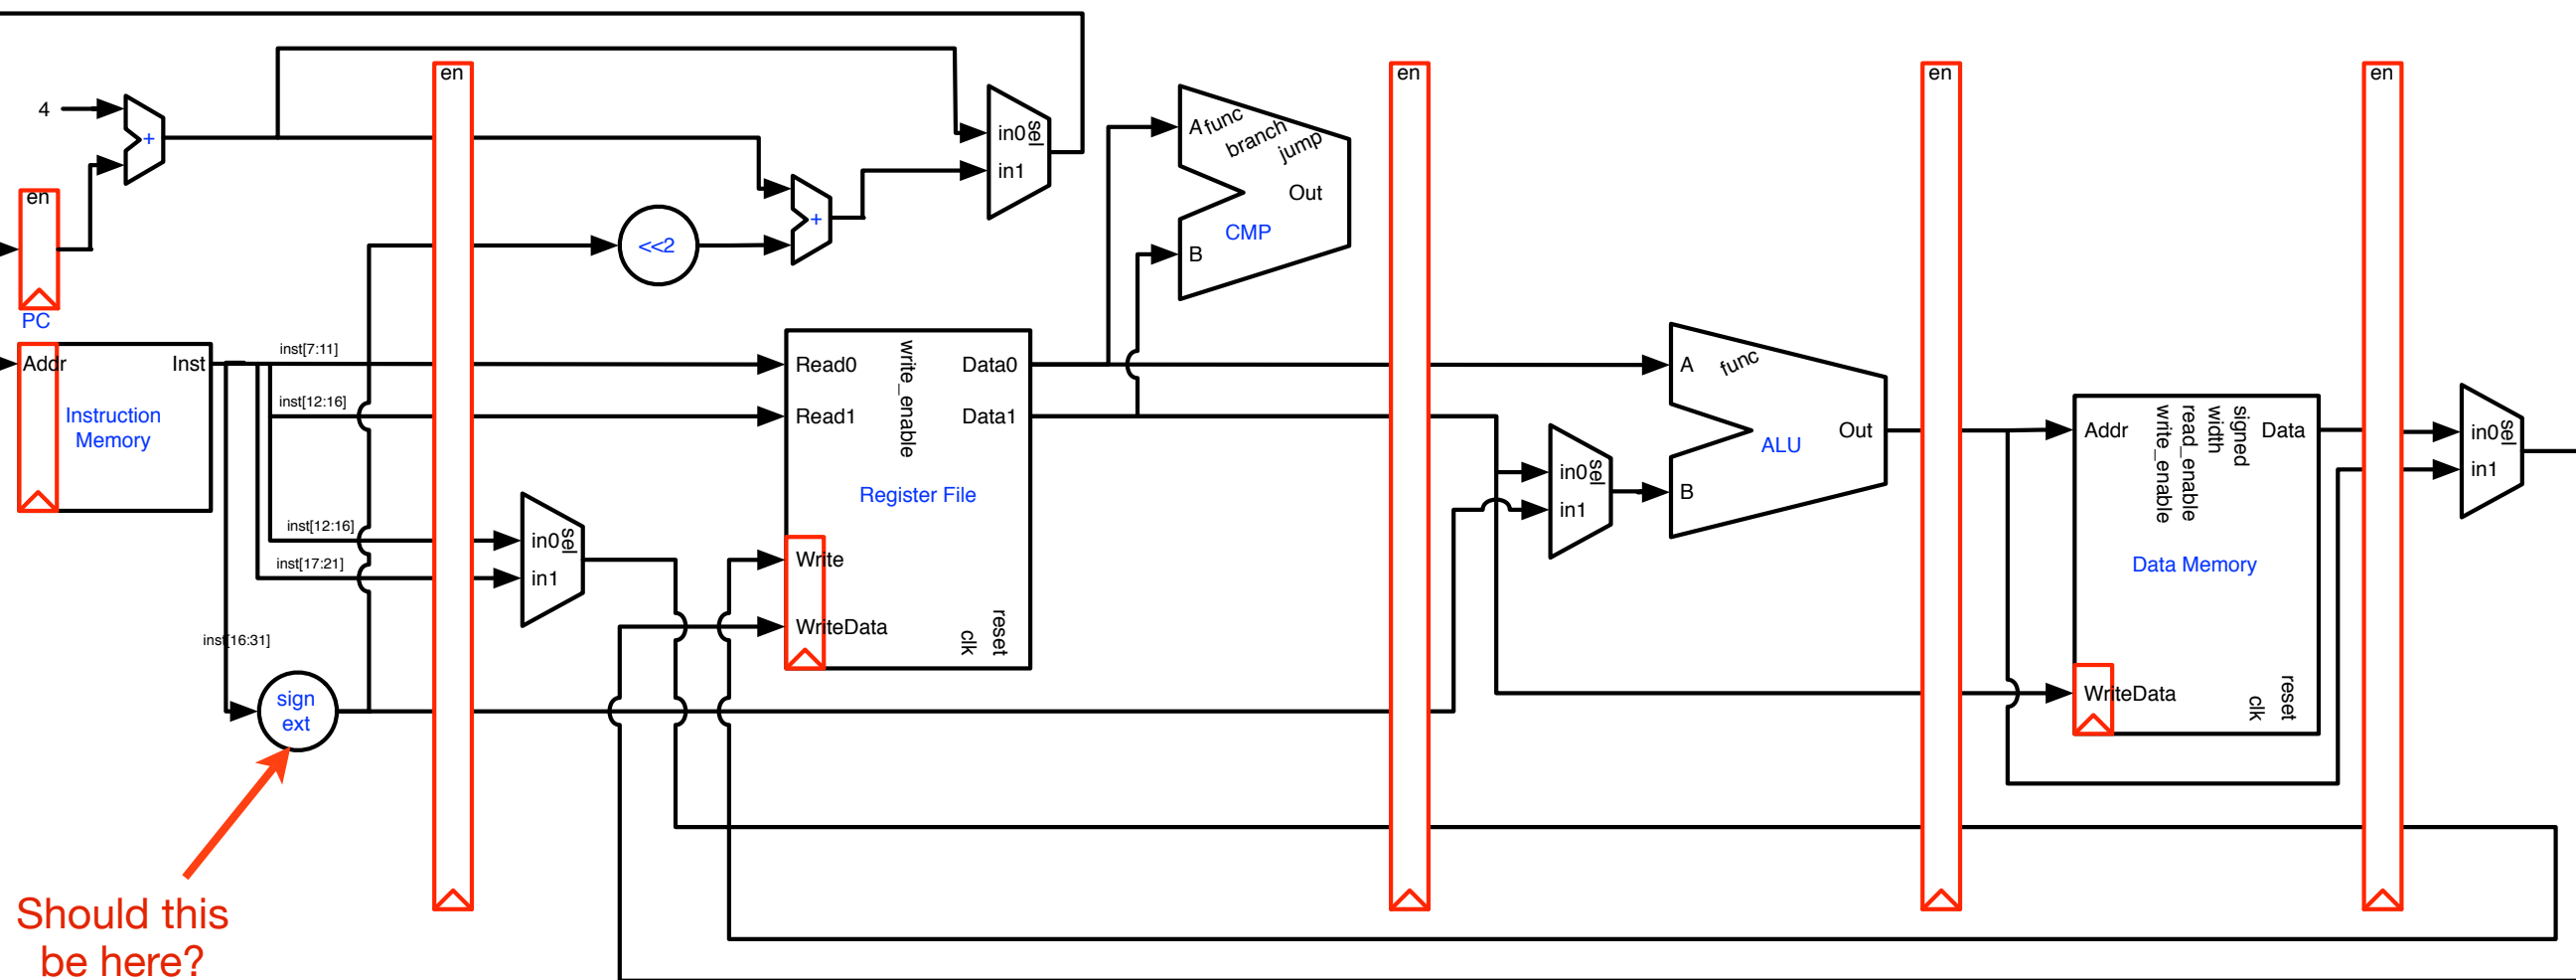 en
en
en
en
4
+
en
PC
in0
sel
in1
A
func
branch
jump
Out
CMP
B
<<2
+
Addr
Inst
Instruction
Memory
inst[7:11]
inst[12:16]
inst[12:16]
inst[17:21]
inst[16:31]
in0
sel
in1
sign
ext
Read0
Read1
write_enable
Data0
Data1
Register File
Write
WriteData
clk
reset
in0
sel
in1
A
func
ALU
Out
B
Addr
write_enable
read_enable
width
signed
Data
Data Memory
WriteData
clk
reset
in0
sel
in1
Should this
be here?